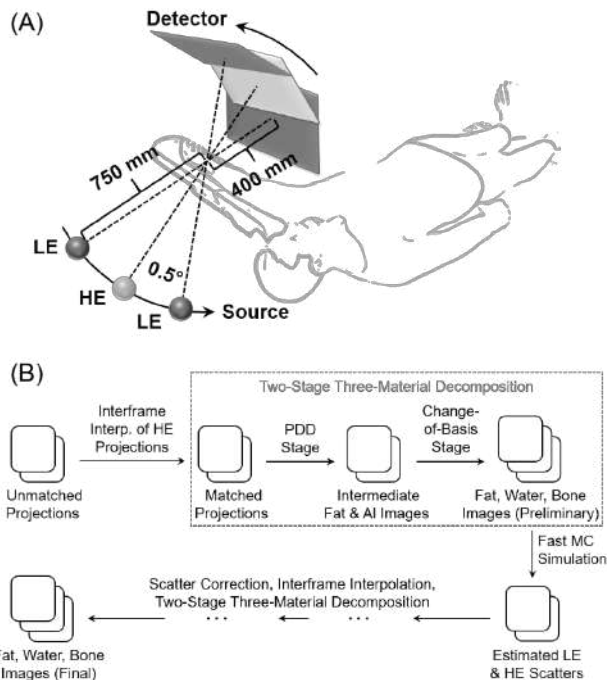 (A)
Detector
750 mm
400 mm
LE
HE
0.5°
LE
Source
(B)
Two-Stage Three-Material Decomposition
Interframe
Interp. of HE
Projections
PDD
Stage
Change-
of-Basis
Stage
Unmatched
Projections
Matched
Projections
Intermediate
Fat & Al Images
Fat, Water, Bone
Images (Preliminary)
Fast MC
Simulation
Scatter Correction, Interframe Interpolation,
Two-Stage Three-Material Decomposition
... ...
Fat, Water, Bone
Images (Final)
Estimated LE
& HE Scatters